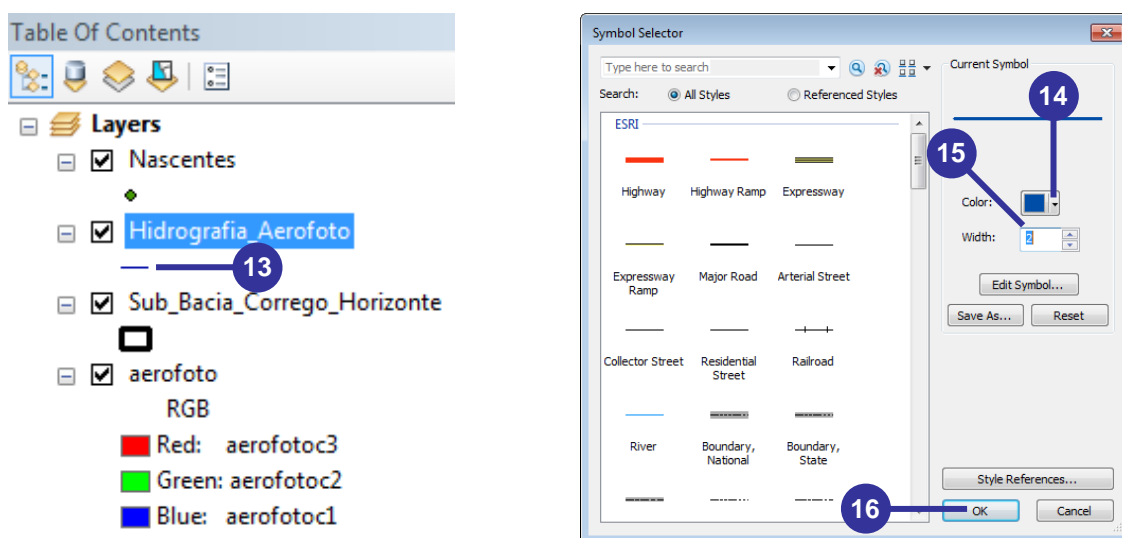 Table Of Contents
Layers
Nascentes
Hidrografia_Aerofoto
13
Sub_Bacia_Corrego_Horizonte
aerofoto
RGB
Red: aerofotoc3
Green: aerofotoc2
Blue: aerofotoc1
Symbol Selector
Type here to search
Search: All Styles Referenced Styles
ESRI
Highway Highway Ramp Expressway
Expressway Ramp Major Road Arterial Street
Collector Street Residential Street Railroad
River Boundary, National Boundary, State
Current Symbol
14
15
Color:
Width: 2
Edit Symbol...
Save As... Reset
Style References...
16
OK Cancel